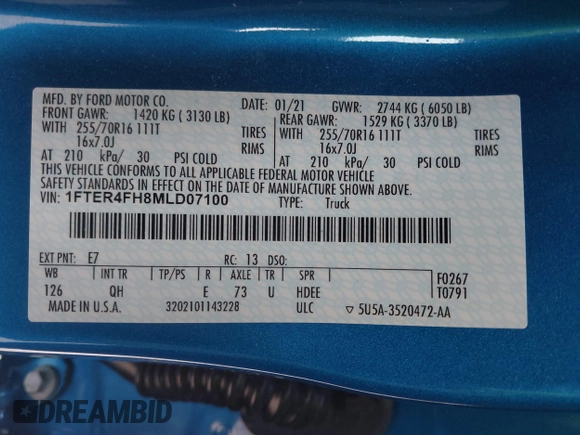 MFD. BY FORD MOTOR CO. DATE: 01/21 GVWR: 2744 KG ( 6050 LB)
FRONT GAWR: 1420 KG ( 3130 LB) REAR GAWR: 1529 KG ( 3370 LB)
WITH 255/70R16 111T TIRES WITH 255/70R16 111T TIRES
16x7.0J RIMS 16x7.0J RIMS
AT 210 kPa/ 30 PSI COLD AT 210 kPa/ 30 PSI COLD
THIS VEHICLE CONFORMS TO ALL APPLICABLE FEDERAL MOTOR VEHICLE
SAFETY STANDARDS IN EFFECT ON THE DATE OF MANUFACTURE SHOWN ABOVE.
VIN: 1FTER4FH8MLD07100 TYPE: Truck
EXT PNT: E7 RC: 13 DSO:
WB INT TR TP/PS R AXLE TR SPR F0267
126 QH E 73 U HDEE T0791
MADE IN U.S.A. 3202101143228 ULC ▽ 5U5A-3520472-AA
DREAMBID